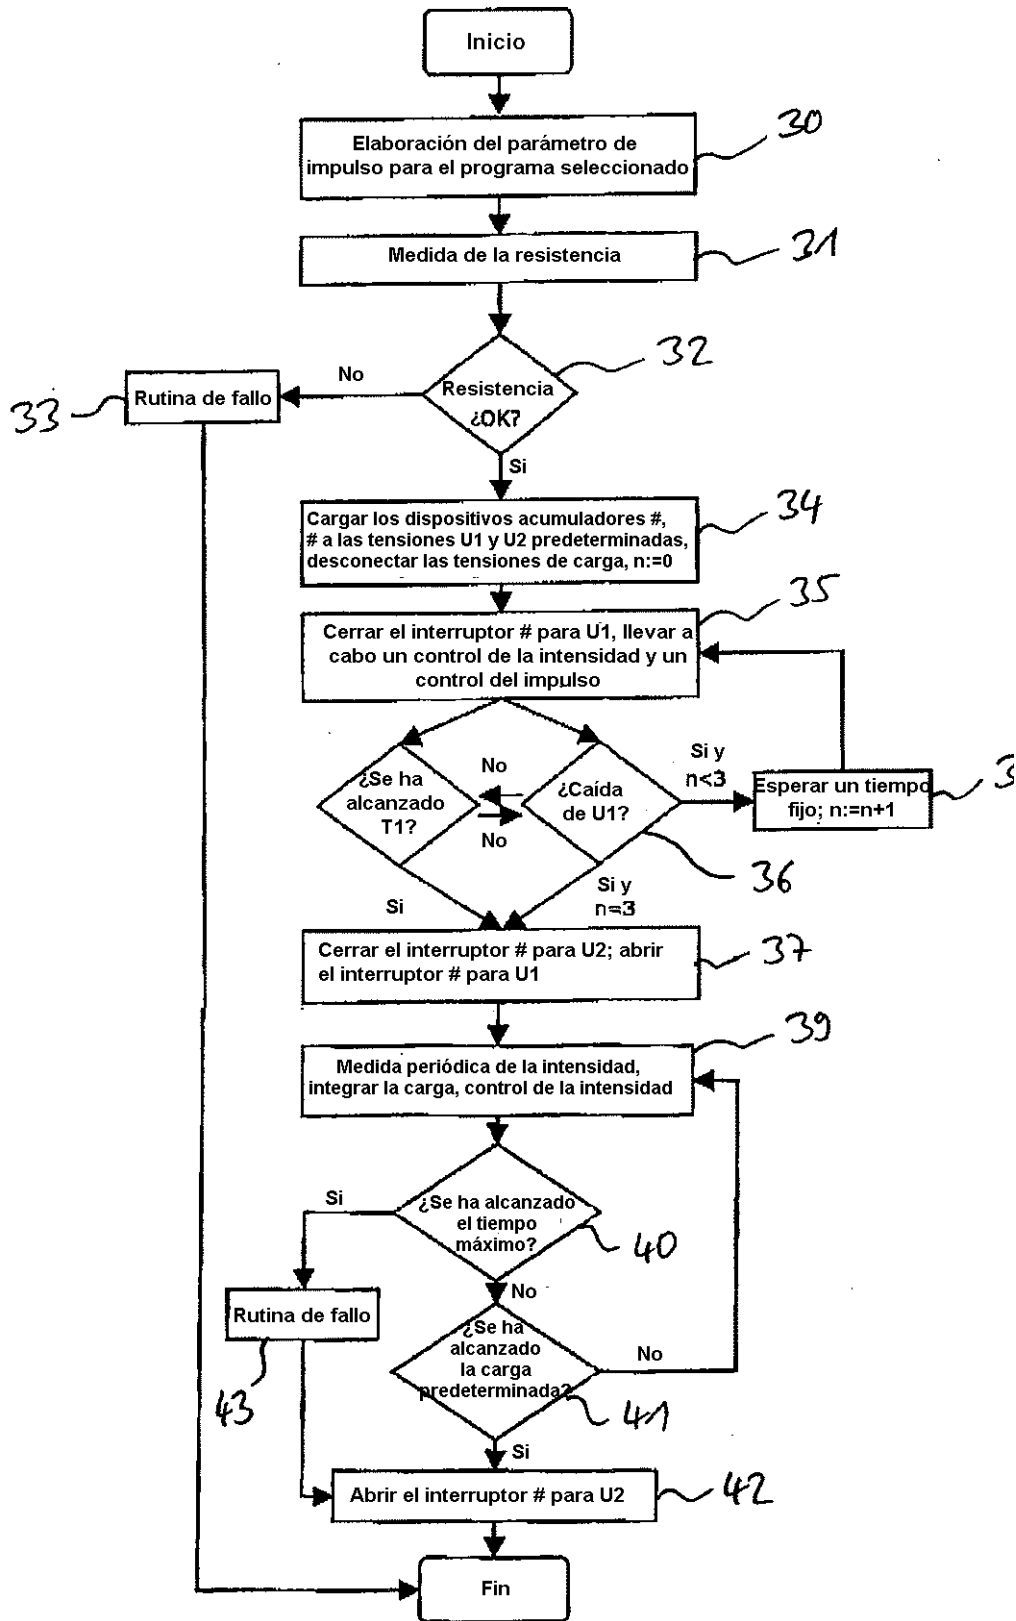 Inicio
Elaboración del parámetro de
impulso para el programa seleccionado
30
Medida de la resistencia
31
Resistencia
¿OK?
32
No
Rutina de fallo
33
Si
Cargar los dispositivos acumuladores #,
# a las tensiones U1 y U2 predeterminadas,
desconectar las tensiones de carga, n:=0
34
Cerrar el interruptor # para U1, llevar a
cabo un control de la intensidad y un
control del impulso
35
¿Se ha
alcanzado
T1?
No
No
¿Caída
de U1?
36
Si y
n<3
Esperar un tiempo
fijo; n:=n+1
3
Si
Si y
n=3
Cerrar el interruptor # para U2; abrir
el interruptor # para U1
37
Medida periódica de la intensidad,
integrar la carga, control de la intensidad
39
¿Se ha alcanzado
el tiempo
máximo?
40
Si
Rutina de fallo
43
No
¿Se ha
alcanzado
la carga
predeterminada?
41
No
Si
Abrir el interruptor # para U2
42
Fin